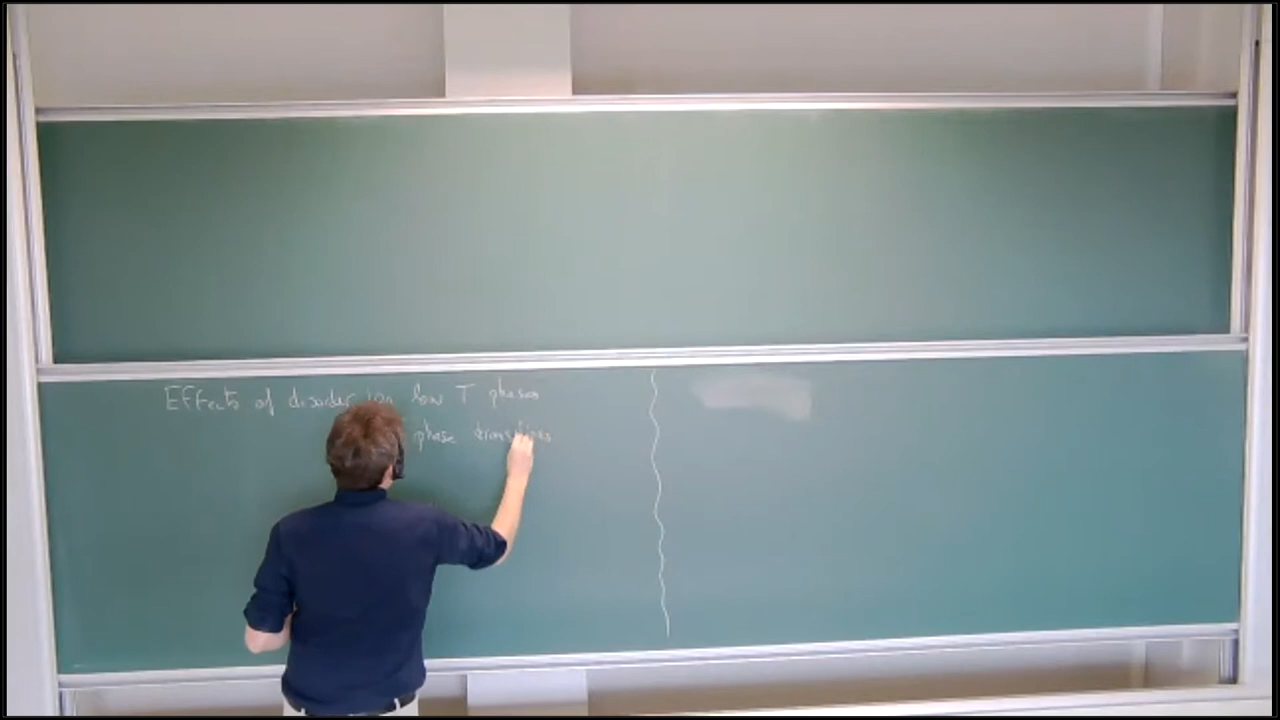 Effects of disorder on low T phases
phase transitions